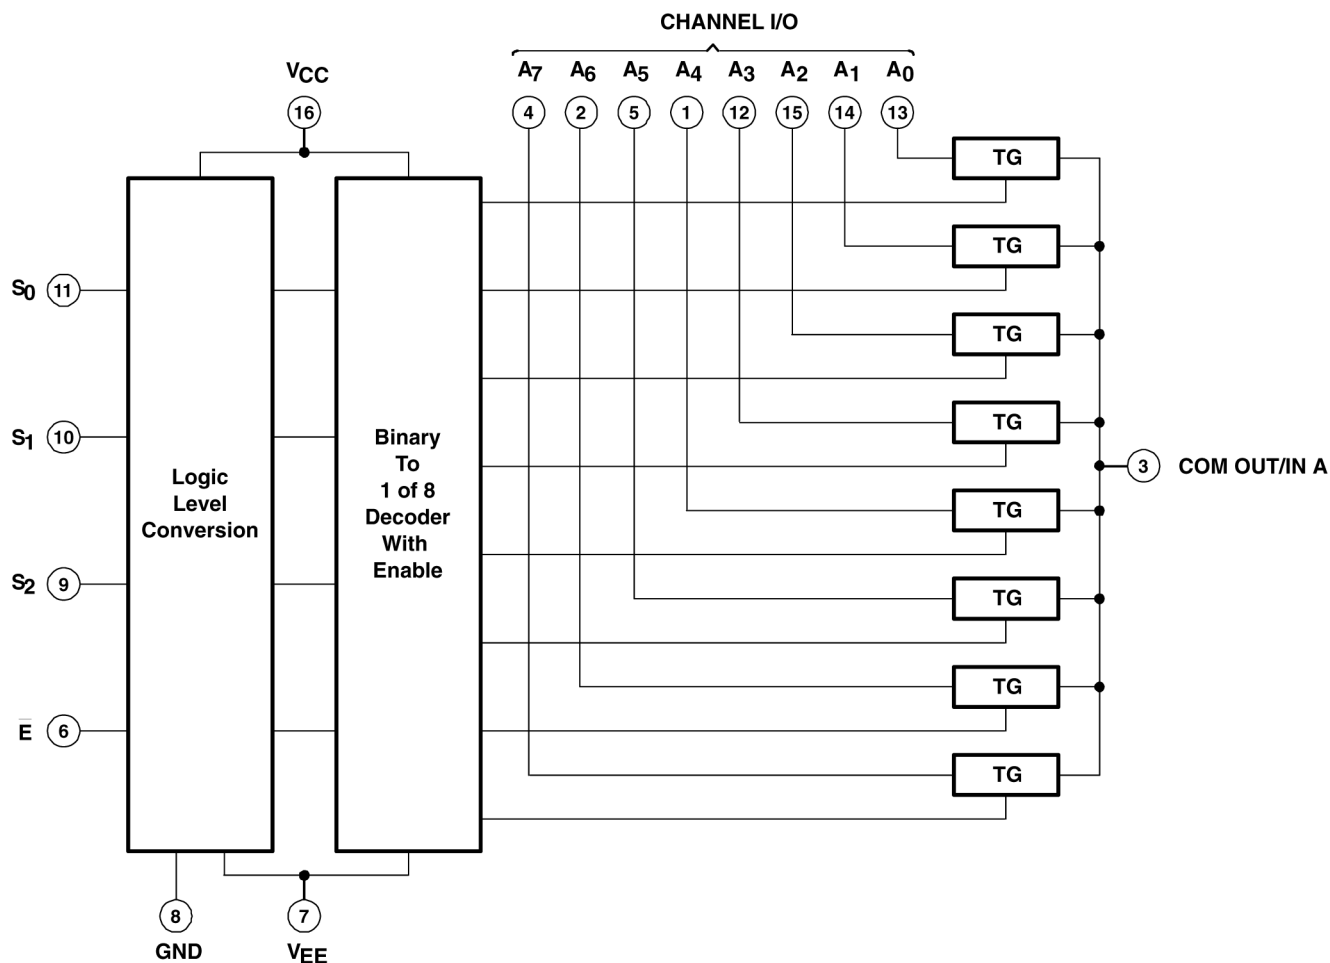 CHANNEL I/O
VCC
A7 A6 A5 A4 A3 A2 A1 A0
16
4 2 5 1 12 15 14 13
TG
TG
S0 11
TG
TG
S1 10
Binary
To
1 of 8
Decoder
With
Enable
Logic
Level
Conversion
3 COM OUT/IN A
TG
S2 9
TG
TG
E̅ 6
TG
8
7
GND
VEE